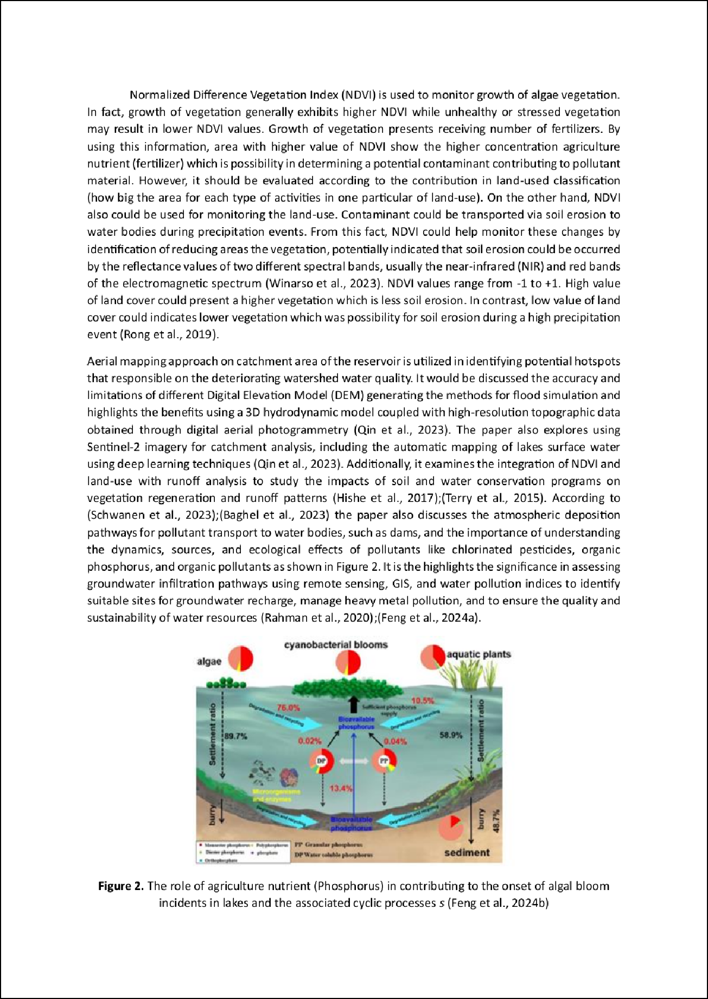 Normalized Difference Vegetation Index (NDVI) is used to monitor growth of algae vegetation.
In fact, growth of vegetation generally exhibits higher NDVI while unhealthy or stressed vegetation
may result in lower NDVI values. Growth of vegetation presents receiving number of fertilizers. By
using this information, area with higher value of NDVI show the higher concentration agriculture
nutrient (fertilizer) which is possibility in determining a potential contaminant contributing to pollutant
material. However, it should be evaluated according to the contribution in land-used classification
(how big the area for each type of activities in one particular of land-use). On the other hand, NDVI
also could be used for monitoring the land-use. Contaminant could be transported via soil erosion to
water bodies during precipitation events. From this fact, NDVI could help monitor these changes by
identification of reducing areas the vegetation, potentially indicated that soil erosion could be occurred
by the reflectance values of two different spectral bands, usually the near-infrared (NIR) and red bands
of the electromagnetic spectrum (Winarso et al., 2023). NDVI values range from -1 to +1. High value
of land cover could present a higher vegetation which is less soil erosion. In contrast, low value of land
cover could indicates lower vegetation which was possibility for soil erosion during a high precipitation
event (Rong et al., 2019).
Aerial mapping approach on catchment area of the reservoir is utilized in identifying potential hotspots
that responsible on the deteriorating watershed water quality. It would be discussed the accuracy and
limitations of different Digital Elevation Model (DEM) generating the methods for flood simulation and
highlights the benefits using a 3D hydrodynamic model coupled with high-resolution topographic data
obtained through digital aerial photogrammetry (Qin et al., 2023). The paper also explores using
Sentinel-2 imagery for catchment analysis, including the automatic mapping of lakes surface water
using deep learning techniques (Qin et al., 2023). Additionally, it examines the integration of NDVI and
land-use with runoff analysis to study the impacts of soil and water conservation programs on
vegetation regeneration and runoff patterns (Hishe et al., 2017);(Terry et al., 2015). According to
(Schwanen et al., 2023);(Baghel et al., 2023) the paper also discusses the atmospheric deposition
pathways for pollutant transport to water bodies, such as dams, and the importance of understanding
the dynamics, sources, and ecological effects of pollutants like chlorinated pesticides, organic
phosphorus, and organic pollutants as shown in Figure 2. It is the highlights the significance in assessing
groundwater infiltration pathways using remote sensing, GIS, and water pollution indices to identify
suitable sites for groundwater recharge, manage heavy metal pollution, and to ensure the quality and
sustainability of water resources (Rahman et al., 2020);(Feng et al., 2024a).
cyanobacterial blooms
algae
aquatic plants
Degradation and recycling
76.0%
10.5%
Sufficient phosphorus
supply
Degradation and recycling
Bioavailable
phosphorus
Settlement ratio
89.7%
58.9%
Settlement ratio
0.02%
0.04%
DP
PP
13.4%
Microorganisms
and enzymes
Degradation and recycling
Bioavailable
phosphorus
Degradation and recycling
burry
burry
48.7%
sediment
Monoester phosphorus
Polyphosphorus
Diester phosphorus
phosphate
Orthophosphate
PP Granular phosphorus
DP Water soluble phosphorus
Figure 2. The role of agriculture nutrient (Phosphorus) in contributing to the onset of algal bloom
incidents in lakes and the associated cyclic processes s (Feng et al., 2024b)